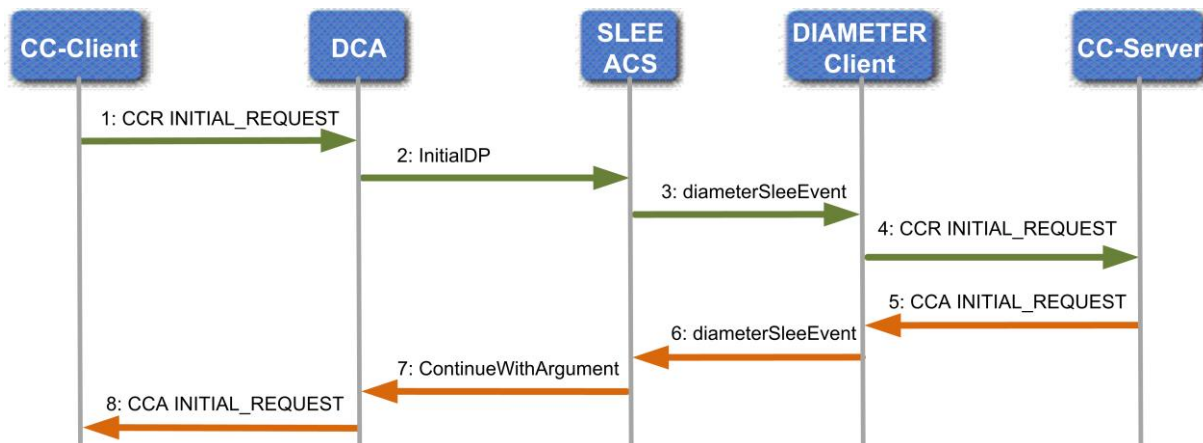 CC-Client
DCA
SLEE
ACS
DIAMETER
Client
CC-Server
1: CCR INITIAL_REQUEST
2: InitialDP
3: diameterSleeEvent
4: CCR INITIAL_REQUEST
5: CCA INITIAL_REQUEST
6: diameterSleeEvent
7: ContinueWithArgument
8: CCA INITIAL_REQUEST